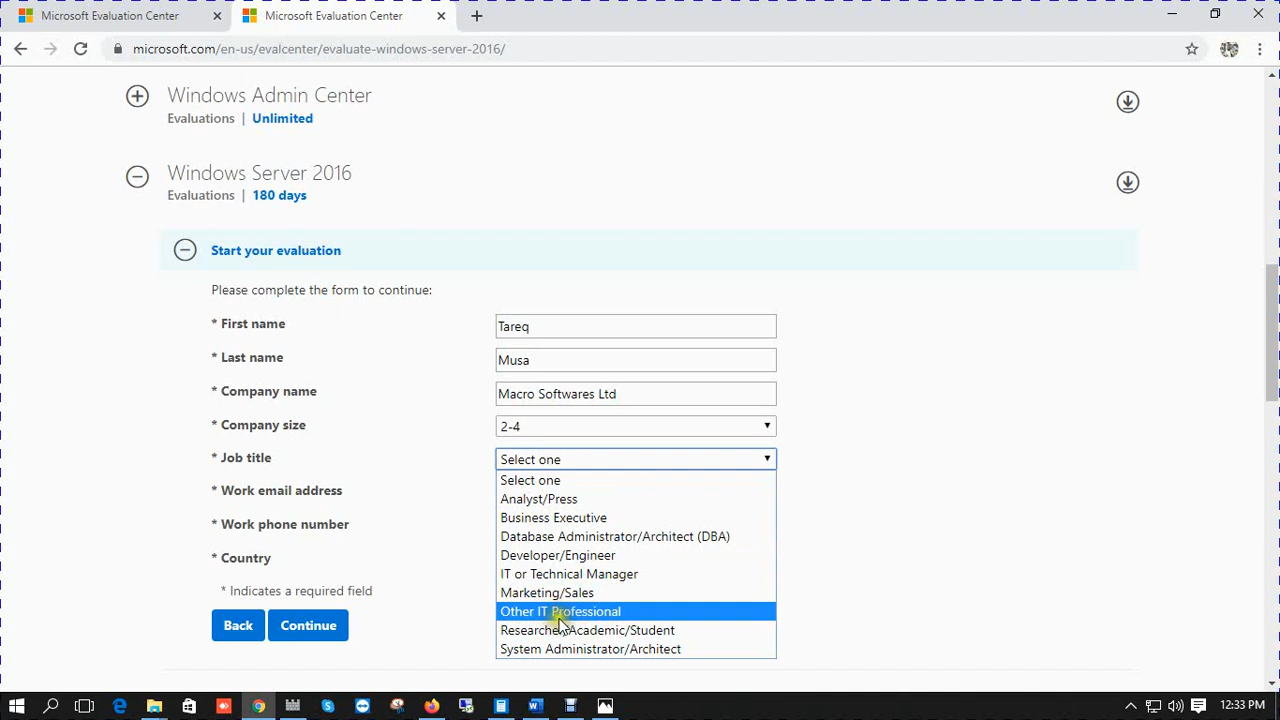 Microsoft Evaluation Center
Microsoft Evaluation Center
microsoft.com/en-us/evalcenter/evaluate-windows-server-2016/
Windows Admin Center
Evaluations | Unlimited
Windows Server 2016
Evaluations | 180 days
Start your evaluation
Please complete the form to continue:
* First name
Tareq
* Last name
Musa
* Company name
Macro Softwares Ltd
* Company size
2-4
* Job title
Select one
Select one
Analyst/Press
Business Executive
Database Administrator/Architect (DBA)
Developer/Engineer
IT or Technical Manager
Marketing/Sales
Other IT Professional
Researcher/Academic/Student
System Administrator/Architect
* Work email address
* Work phone number
* Country
* Indicates a required field
Back
Continue
12:33 PM